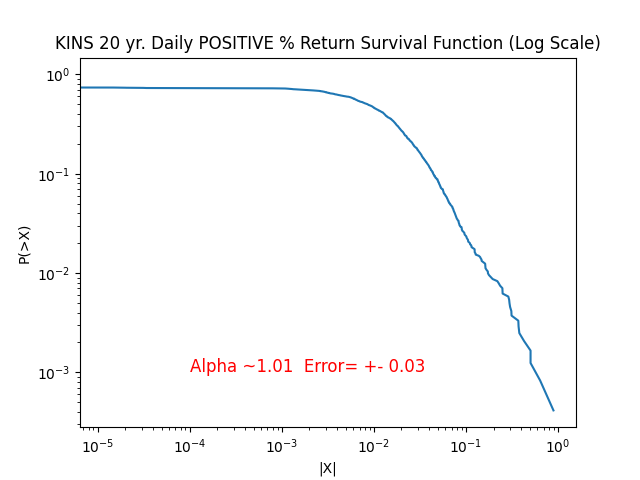 KINS 20 yr. Daily POSITIVE % Return Survival Function (Log Scale)
10⁰
10⁻¹
10⁻²
10⁻³
P(>X)
Alpha ~1.01  Error= +- 0.03
10⁻⁵ 10⁻⁴ 10⁻³ 10⁻² 10⁻¹ 10⁰
|X|